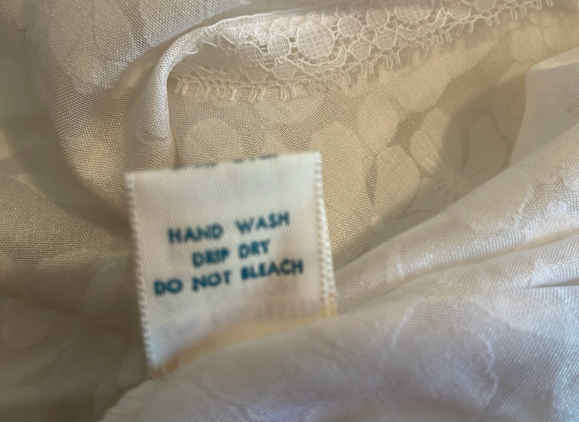 HAND WASH
DRIP DRY
DO NOT BLEACH